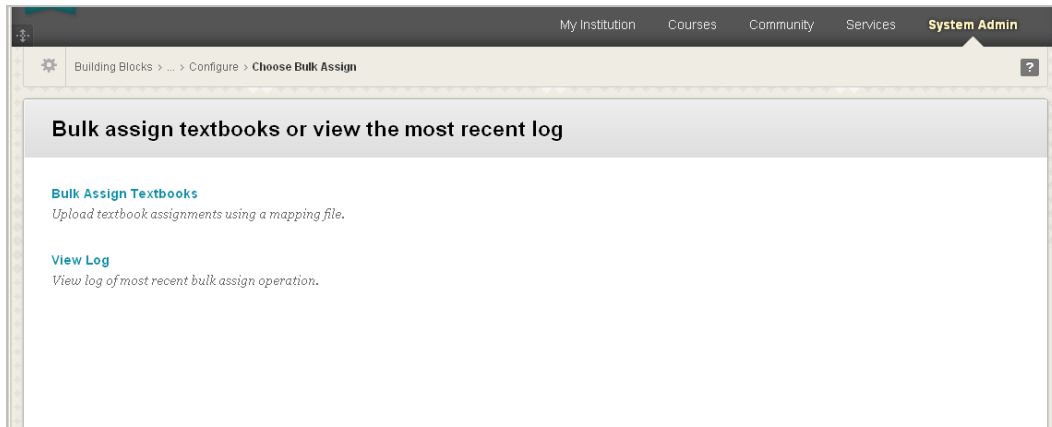 My Institution Courses Community Services System Admin
Building Blocks > ... > Configure > Choose Bulk Assign
?
Bulk assign textbooks or view the most recent log
Bulk Assign Textbooks
Upload textbook assignments using a mapping file.
View Log
View log of most recent bulk assign operation.